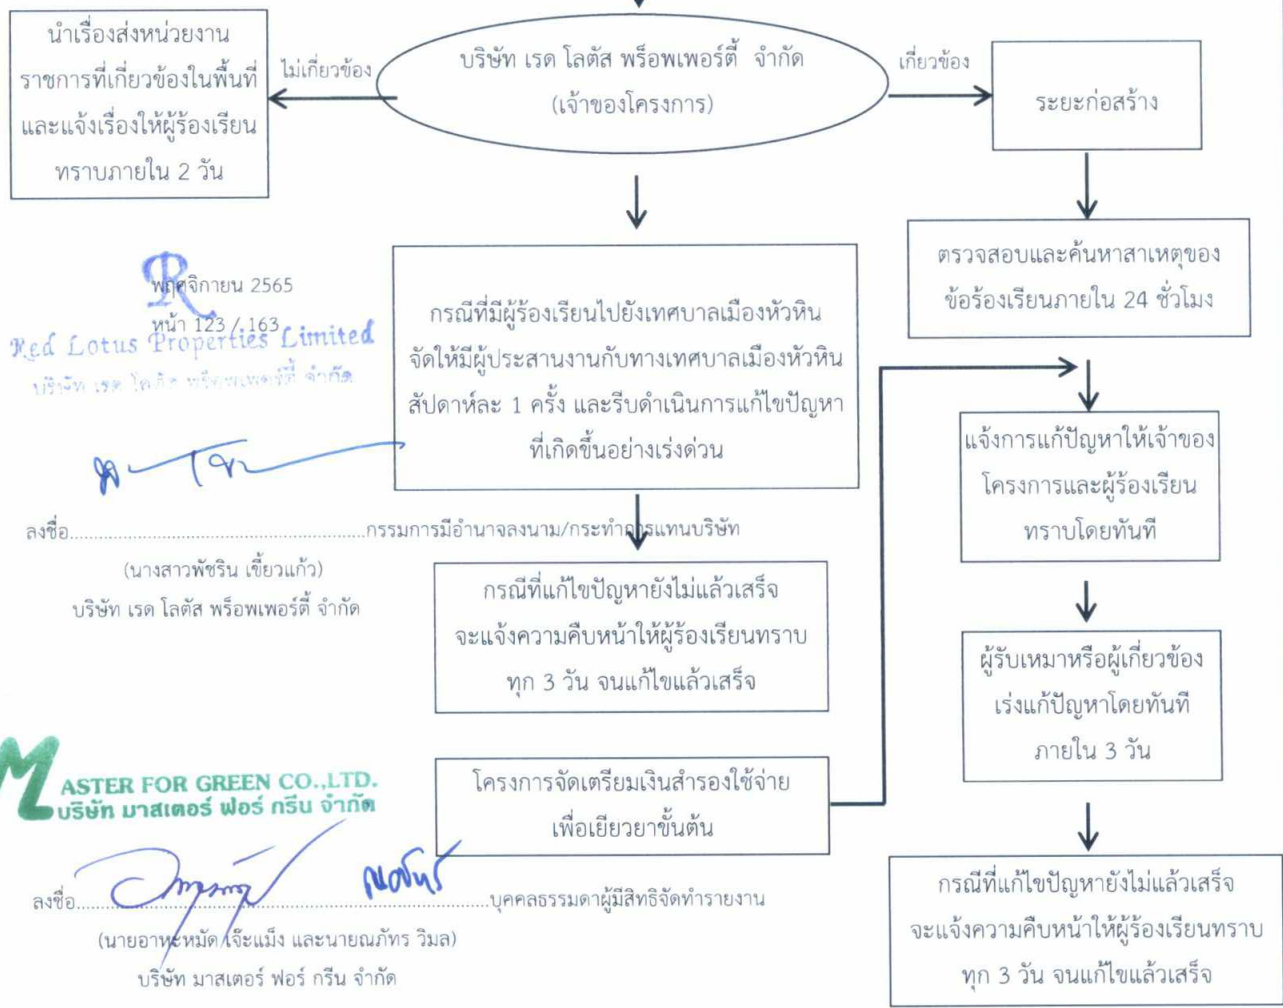 นำเรื่องส่งหน่วยงาน
ราชการที่เกี่ยวข้องในพื้นที่
และแจ้งเรื่องให้ผู้ร้องเรียน
ทราบภายใน 2 วัน
ไม่เกี่ยวข้อง
บริษัท เรด โลตัส พร็อพเพอร์ตี้ จำกัด
(เจ้าของโครงการ)
เกี่ยวข้อง
ระยะก่อสร้าง
ตรวจสอบและค้นหาสาเหตุของ
ข้อร้องเรียนภายใน 24 ชั่วโมง
พฤศจิกายน 2565
หน้า 123 / 163
Red Lotus Properties Limited
บริษัท เรด โลตัส พร็อพเพอร์ตี้ จำกัด
กรณีที่มีผู้ร้องเรียนไปยังเทศบาลเมืองหัวหิน
จัดให้มีผู้ประสานงานกับทางเทศบาลเมืองหัวหิน
สัปดาห์ละ 1 ครั้ง และรีบดำเนินการแก้ไขปัญหา
ที่เกิดขึ้นอย่างเร่งด่วน
แจ้งการแก้ปัญหาให้เจ้าของ
โครงการและผู้ร้องเรียน
ทราบโดยทันที
ลงชื่อ..........................................................กรรมการมีอำนาจลงนาม/กระทำการแทนบริษัท
(นางสาวพัชริน เขี้ยวแก้ว)
บริษัท เรด โลตัส พร็อพเพอร์ตี้ จำกัด
กรณีที่แก้ไขปัญหายังไม่แล้วเสร็จ
จะแจ้งความคืบหน้าให้ผู้ร้องเรียนทราบ
ทุก 3 วัน จนแก้ไขแล้วเสร็จ
ผู้รับเหมาหรือผู้เกี่ยวข้อง
เร่งแก้ปัญหาโดยทันที
ภายใน 3 วัน
MASTER FOR GREEN CO.,LTD.
บริษัท มาสเตอร์ ฟอร์ กรีน จำกัด
โครงการจัดเตรียมเงินสำรองใช้จ่าย
เพื่อเยียวยาขั้นต้น
ลงชื่อ..........................................................บุคคลธรรมดาผู้มีสิทธิจัดทำรายงาน
(นายอาหะหมัด เจ๊ะแม็ง และนายณภัทร วิมล)
บริษัท มาสเตอร์ ฟอร์ กรีน จำกัด
กรณีที่แก้ไขปัญหายังไม่แล้วเสร็จ
จะแจ้งความคืบหน้าให้ผู้ร้องเรียนทราบ
ทุก 3 วัน จนแก้ไขแล้วเสร็จ